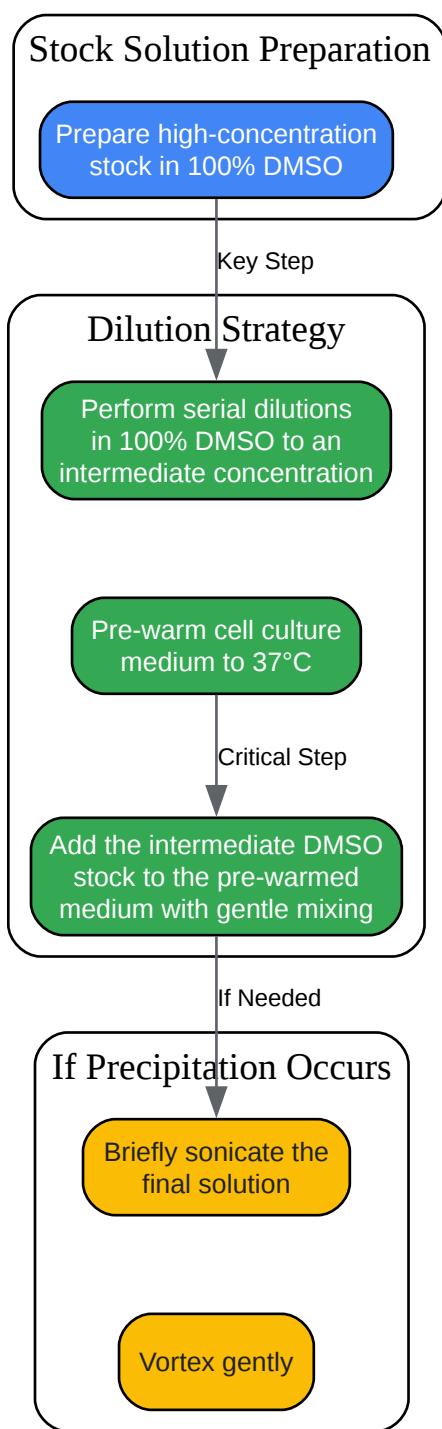 Stock Solution Preparation
Prepare high-concentration
stock in 100% DMSO
Key Step
Dilution Strategy
Perform serial dilutions
in 100% DMSO to an
intermediate concentration
Pre-warm cell culture
medium to 37°C
Critical Step
Add the intermediate DMSO
stock to the pre-warmed
medium with gentle mixing
If Needed
If Precipitation Occurs
Briefly sonicate the
final solution
Vortex gently